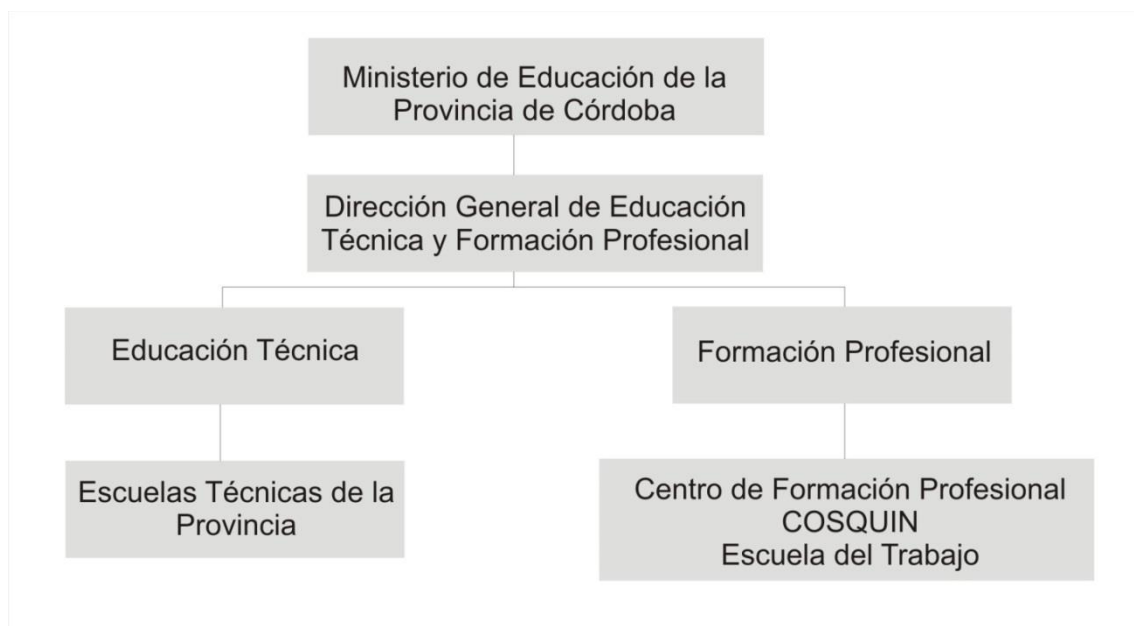 Ministerio de Educación de la
Provincia de Córdoba
Dirección General de Educación
Técnica y Formación Profesional
Educación Técnica
Formación Profesional
Escuelas Técnicas de la
Provincia
Centro de Formación Profesional
COSQUIN
Escuela del Trabajo